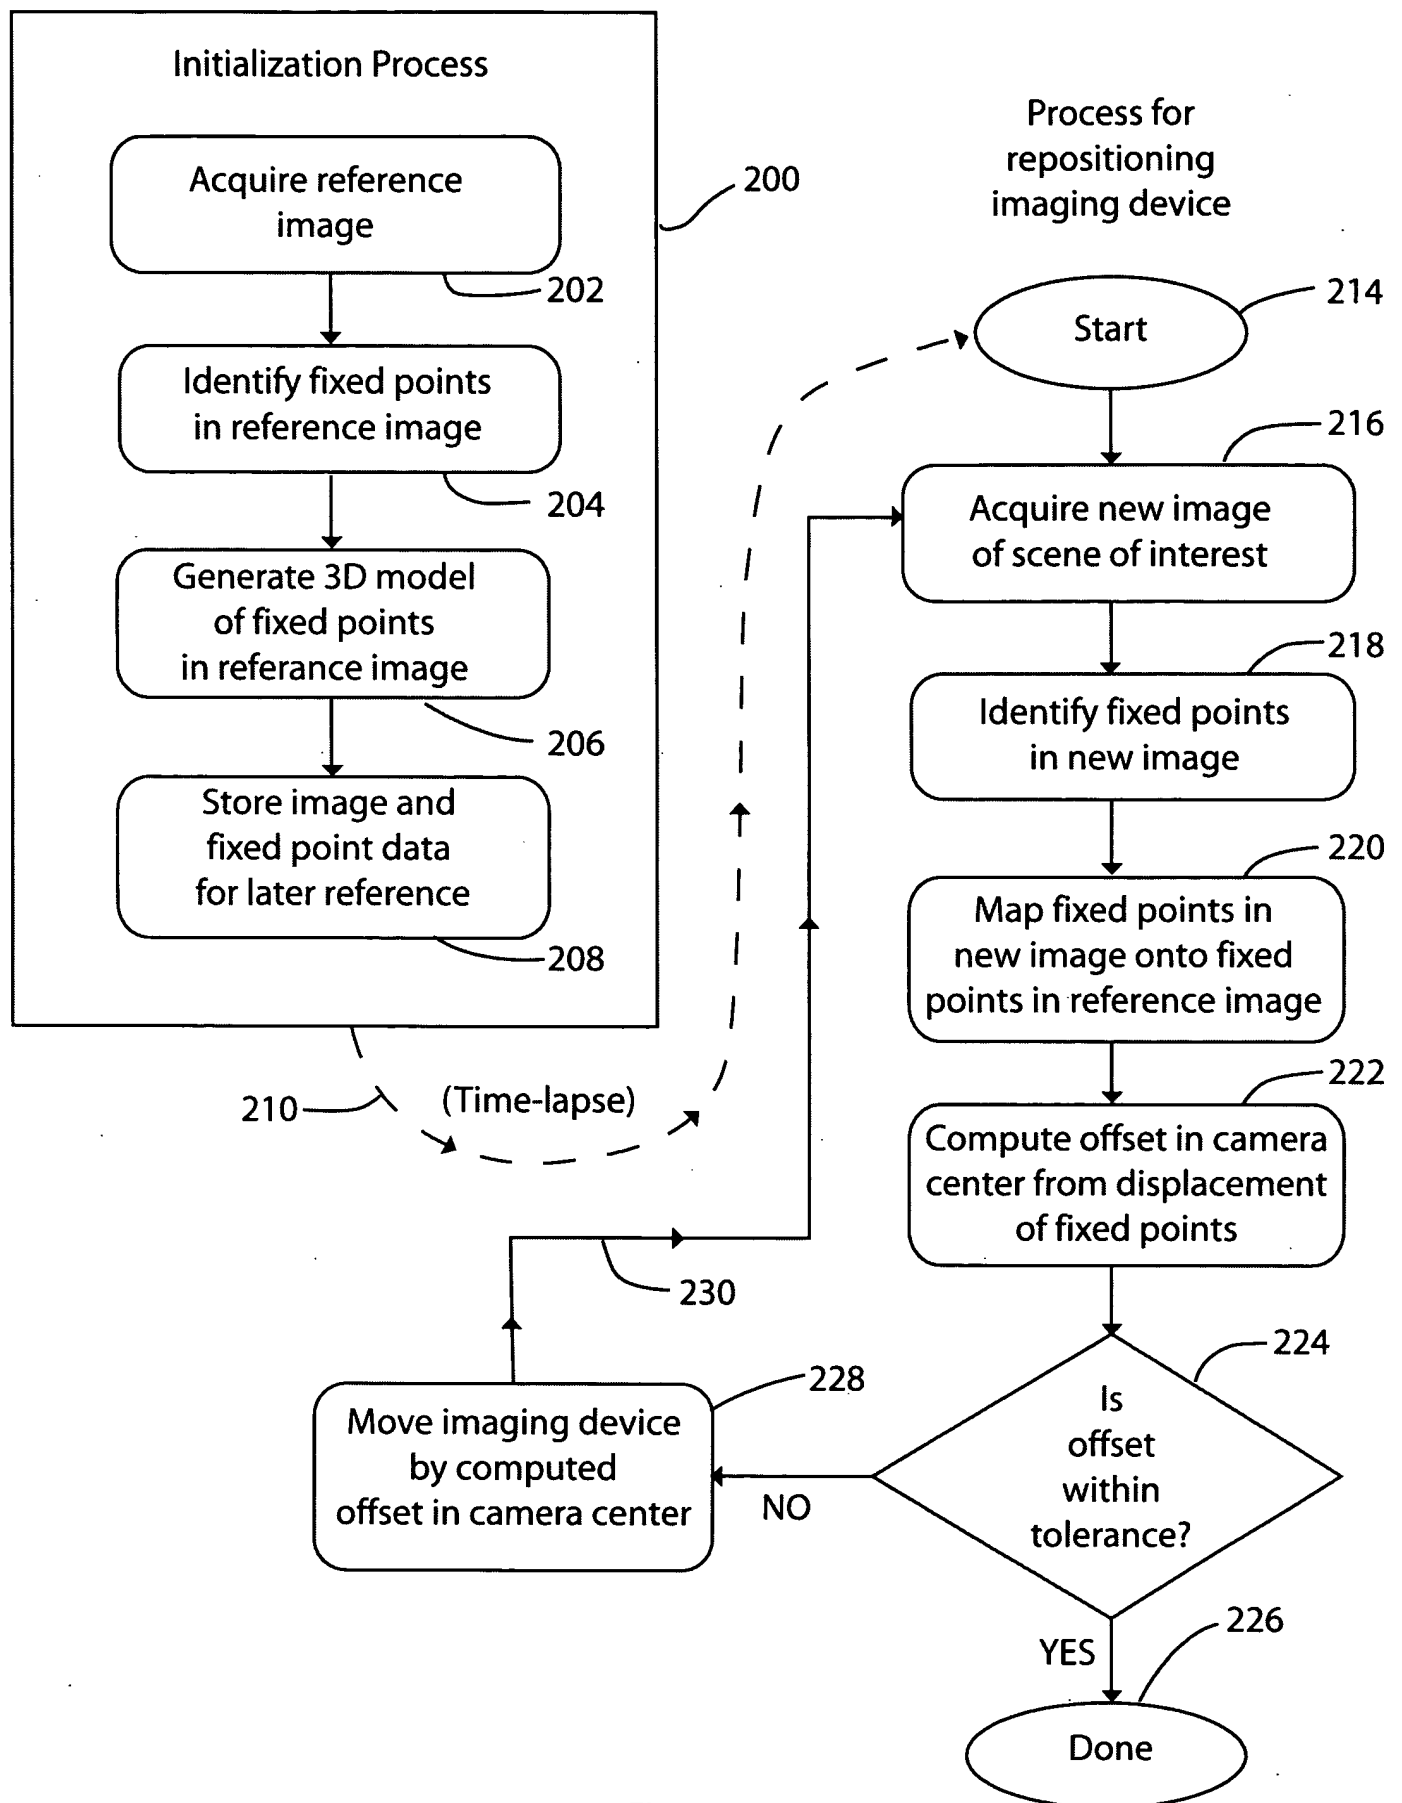 Initialization Process
Acquire reference
image
200
202
Identify fixed points
in reference image
204
Generate 3D model
of fixed points
in referance image
206
Store image and
fixed point data
for later reference
208
210
(Time-lapse)
Process for
repositioning
imaging device
214
Start
216
Acquire new image
of scene of interest
218
Identify fixed points
in new image
220
Map fixed points in
new image onto fixed
points in reference image
222
Compute offset in camera
center from displacement
of fixed points
224
Is
offset
within
tolerance?
NO
228
Move imaging device
by computed
offset in camera center
230
YES
226
Done